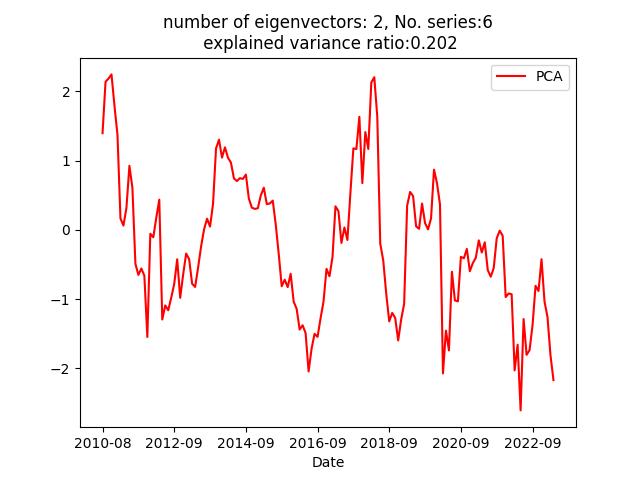 number of eigenvectors: 2, No. series:6
explained variance ratio:0.202
PCA
2
1
0
−1
−2
2010-08 2012-09 2014-09 2016-09 2018-09 2020-09 2022-09
Date